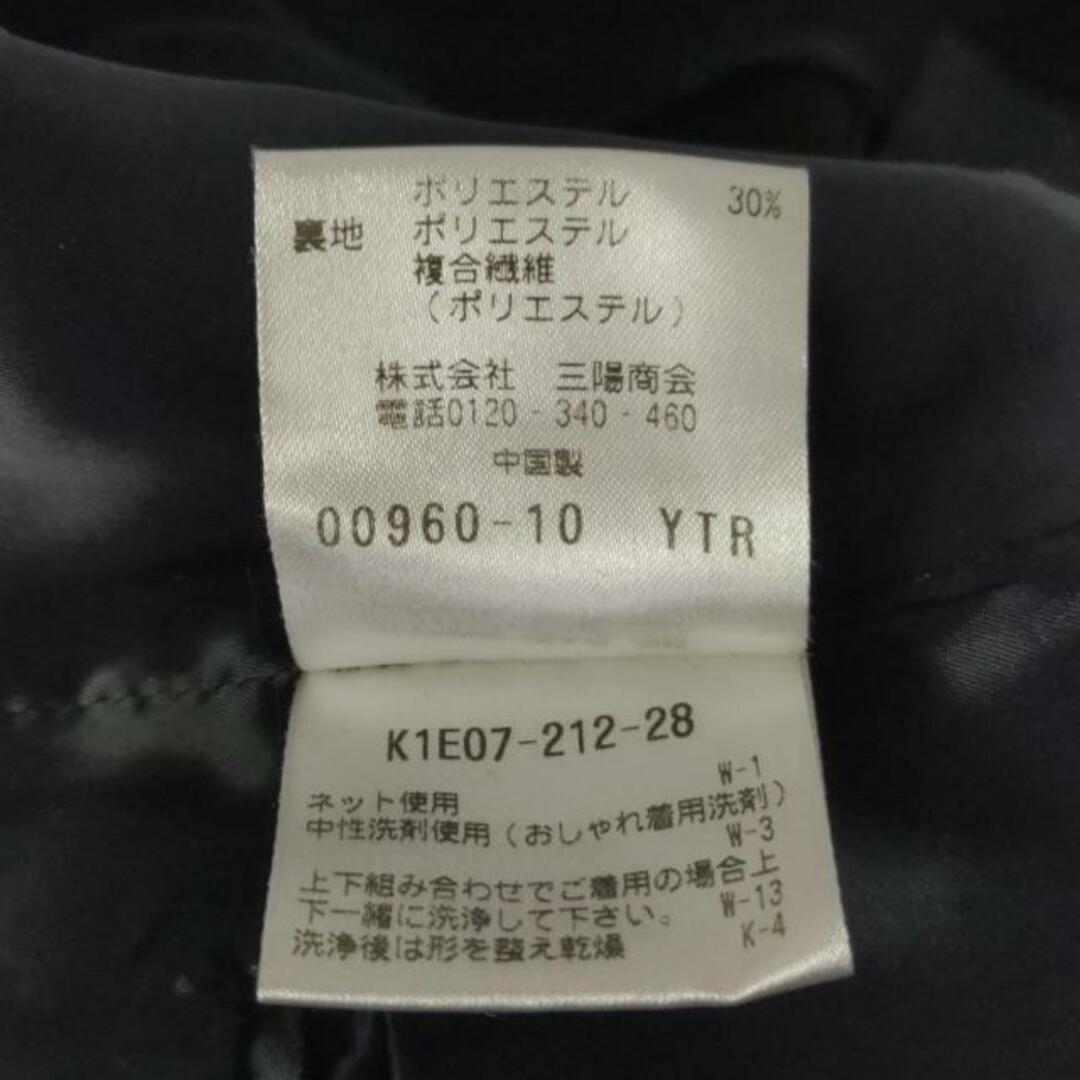 ポリエステル 30%
裏地 ポリエステル
複合繊維
(ポリエステル)
株式会社 三陽商会
電話0120-340-460
中国製
00960-10 YTR
K1E07-212-28
W-1
ネット使用
中性洗剤使用(おしゃれ着用洗剤)
W-3
上下組み合わせでご着用の場合上
下一緒に洗浄して下さい。 W-13
洗浄後は形を整え乾燥 K-4